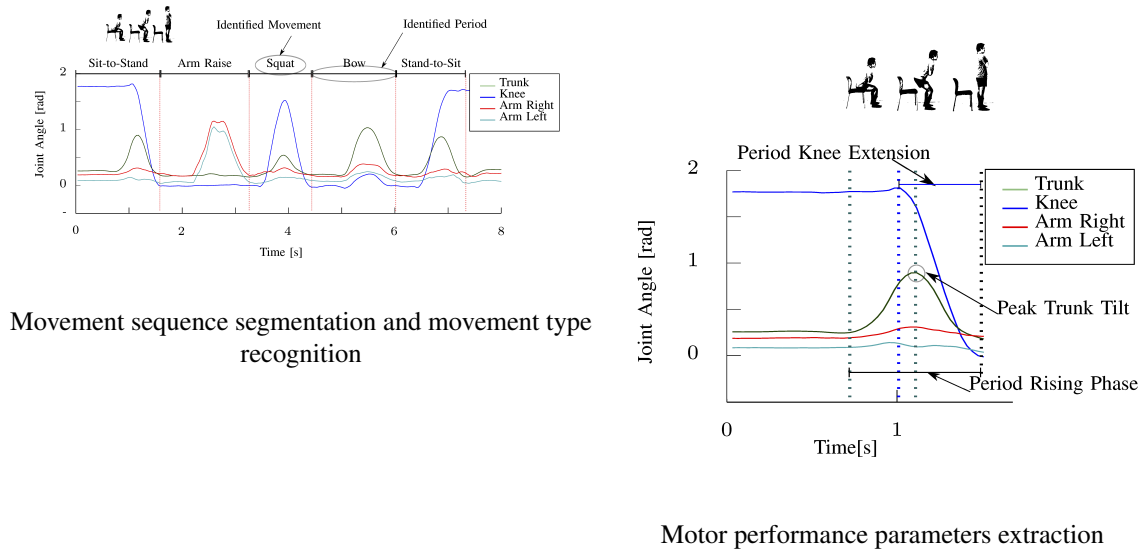 Identified Movement
Identified Period
Sit-to-Stand
Arm Raise
Squat
Bow
Stand-to-Sit
2
1
0
-
Joint Angle [rad]
Trunk
Knee
Arm Right
Arm Left
0
2
4
6
8
Time [s]
Movement sequence segmentation and movement type
recognition
Period Knee Extension
2
1
0
Joint Angle [rad]
Trunk
Knee
Arm Right
Arm Left
Peak Trunk Tilt
Period Rising Phase
0
1
Time[s]
Motor performance parameters extraction